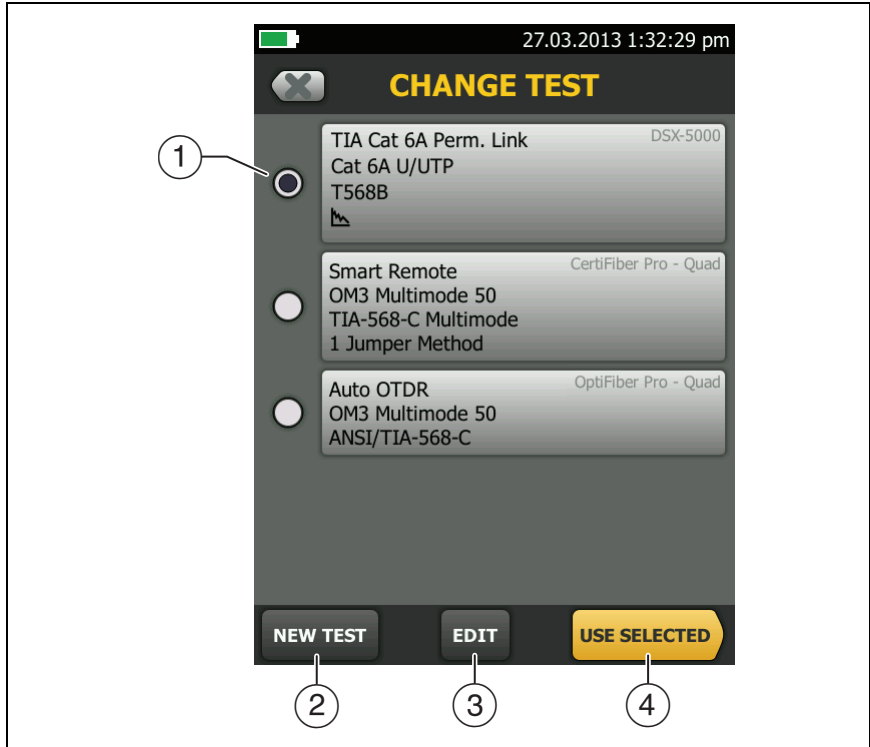 27.03.2013 1:32:29 pm
CHANGE TEST
1
TIA Cat 6A Perm. Link
DSX-5000
Cat 6A U/UTP
T568B
Smart Remote
CertiFiber Pro - Quad
OM3 Multimode 50
TIA-568-C Multimode
1 Jumper Method
Auto OTDR
OptiFiber Pro - Quad
OM3 Multimode 50
ANSI/TIA-568-C
NEW TEST
EDIT
USE SELECTED
2
3
4